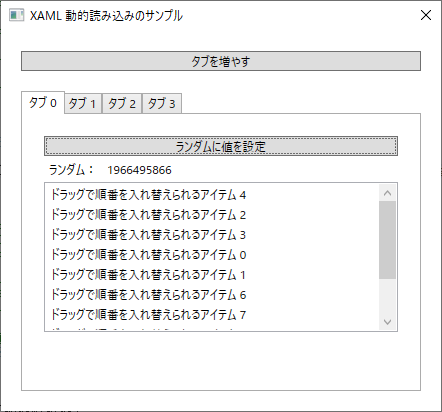 XAML 動的読み込みのサンプル
タブを増やす
タブ 0 タブ 1 タブ 2 タブ 3
ランダムに値を設定
ランダム： 1966495866
ドラッグで順番を入れ替えられるアイテム 4
ドラッグで順番を入れ替えられるアイテム 2
ドラッグで順番を入れ替えられるアイテム 3
ドラッグで順番を入れ替えられるアイテム 0
ドラッグで順番を入れ替えられるアイテム 1
ドラッグで順番を入れ替えられるアイテム 6
ドラッグで順番を入れ替えられるアイテム 7